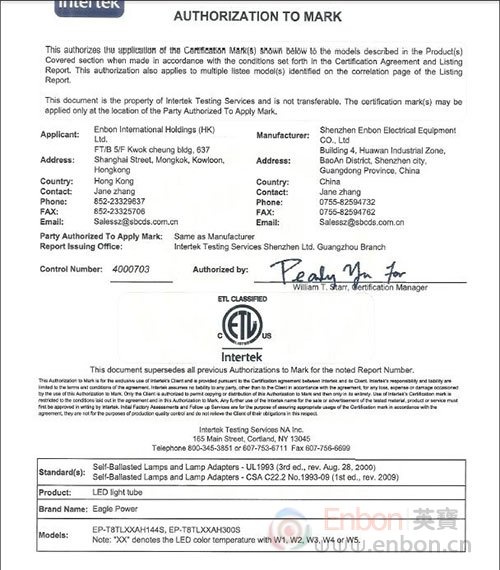 Intertek
AUTHORIZATION TO MARK
This authorizes the application of the Certification Mark(s) shown below to the models described in the Product(s)
Covered section when made in accordance with the conditions set forth in the Certification Agreement and Listing
Report. This authorization also applies to multiple listee model(s) identified on the correlation page of the Listing
Report.
This document is the property of Intertek Testing Services and is not transferable. The certification mark(s) may be
applied only at the location of the Party Authorized To Apply Mark.
Applicant: Enbon International Holdings (HK) Ltd.
Address: FT/B 5/F Kwok cheung bldg, 637
Shanghai Street, Mongkok, Kowloon,
Hongkong
Country: Hong Kong
Contact: Jane zhang
Phone: 852-23329637
FAX: 852-23325706
Email: Salessz@sbcds.com.cn
Manufacturer: Shenzhen Enbon Electrical Equipment
CO., Ltd
Address: Building 4, Huawan Industrial Zone,
BaoAn District, Shenzhen city,
Guangdong Province, China
Country: China
Contact: Jane zhang
Phone: 0755-82594732
FAX: 0755-82594762
Email: Salessz@sbcds.com.cn
Party Authorized To Apply Mark: Same as Manufacturer
Report Issuing Office: Intertek Testing Services Shenzhen Ltd. Guangzhou Branch
Control Number: 4000703 Authorized by:
William T. Starr, Certification Manager
ETL CLASSIFIED
ETL
C US
Intertek
This document supersedes all previous Authorizations to Mark for the noted Report Number.
This Authorization to Mark is for the exclusive use of Intertek's Client and is provided pursuant to the Certification agreement between Intertek and its Client. Intertek's responsibility and liability
are limited to the terms and conditions of the agreement. Intertek assumes no liability to any party, other than to the Client in accordance with the agreement, for any loss, expense or damage occasioned
by the use of this Authorization to Mark. Only the Client is authorized to permit copying or distribution of this Authorization to Mark and then only in its entirety. Use of Intertek's Certification mark is
restricted to the conditions laid out in the agreement and in this Authorization to Mark. Any further use of the Intertek name for the sale or advertisement of the tested material, product or service must
first be approved in writing by Intertek. Initial Factory Assessments and Follow up Services are for the purpose of assuring appropriate usage of the Certification mark in accordance with the
agreement, they are not for the purposes of production quality control and do not relieve the Client of their obligations in this respect.
Intertek Testing Services NA Inc.
165 Main Street, Cortland, NY 13045
Telephone 800-345-3851 or 607-753-6711 Fax 607-756-6699
Standard(s): Self-Ballasted Lamps and Lamp Adapters - UL1993 (3rd ed., rev. Aug. 28, 2000)
Self-Ballasted Lamps and Lamp Adapters - CSA C22.2 No.1993-09 (1st ed., rev. 2009)
Product: LED light tube
Brand Name: Eagle Power
Models: EP-T8TLXXAH144S, EP-T8TLXXAH300S
Note: "XX" denotes the LED color temperature with W1, W2, W3, W4 or W5.
Enbon 英寶
www.enbon.cn